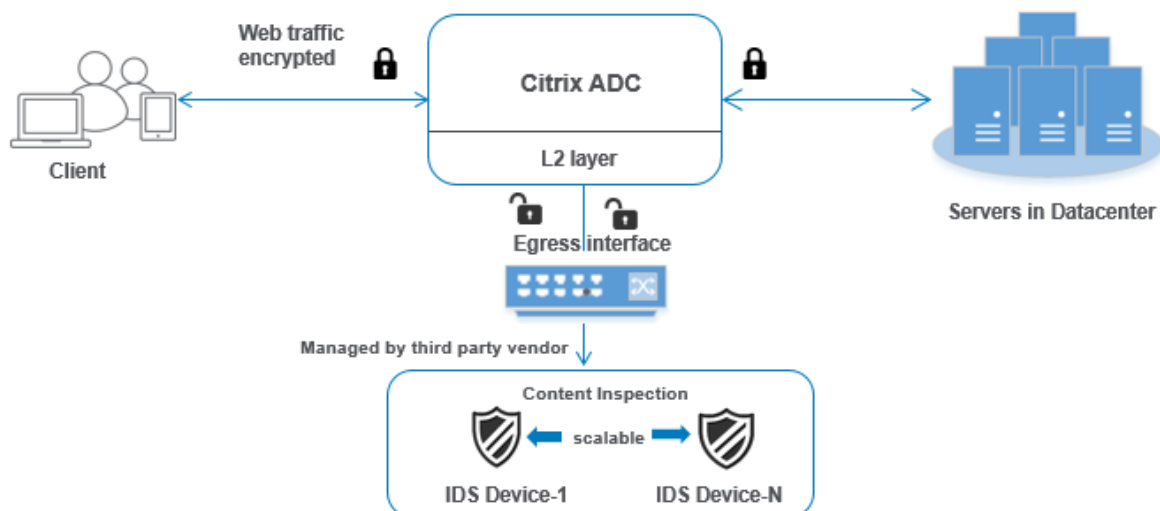 Web traffic
encrypted
Citrix ADC
L2 layer
Client
Servers in Datacenter
Egress interface
Managed by third party vendor
Content Inspection
scalable
IDS Device-1
IDS Device-N